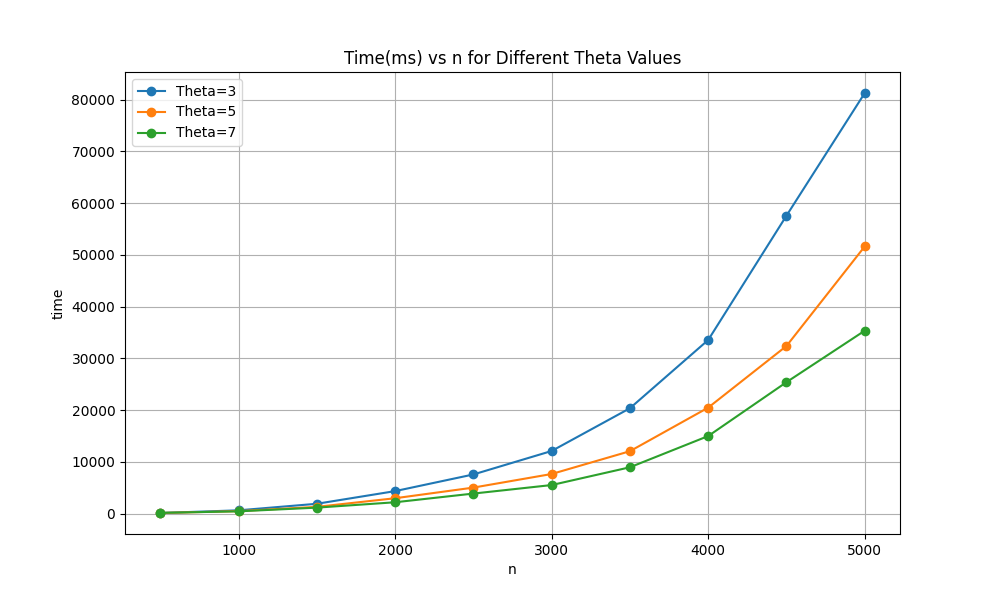 Time(ms) vs n for Different Theta Values
Theta=3
Theta=5
Theta=7
80000
70000
60000
50000
40000
30000
20000
10000
0
time
1000 2000 3000 4000 5000
n